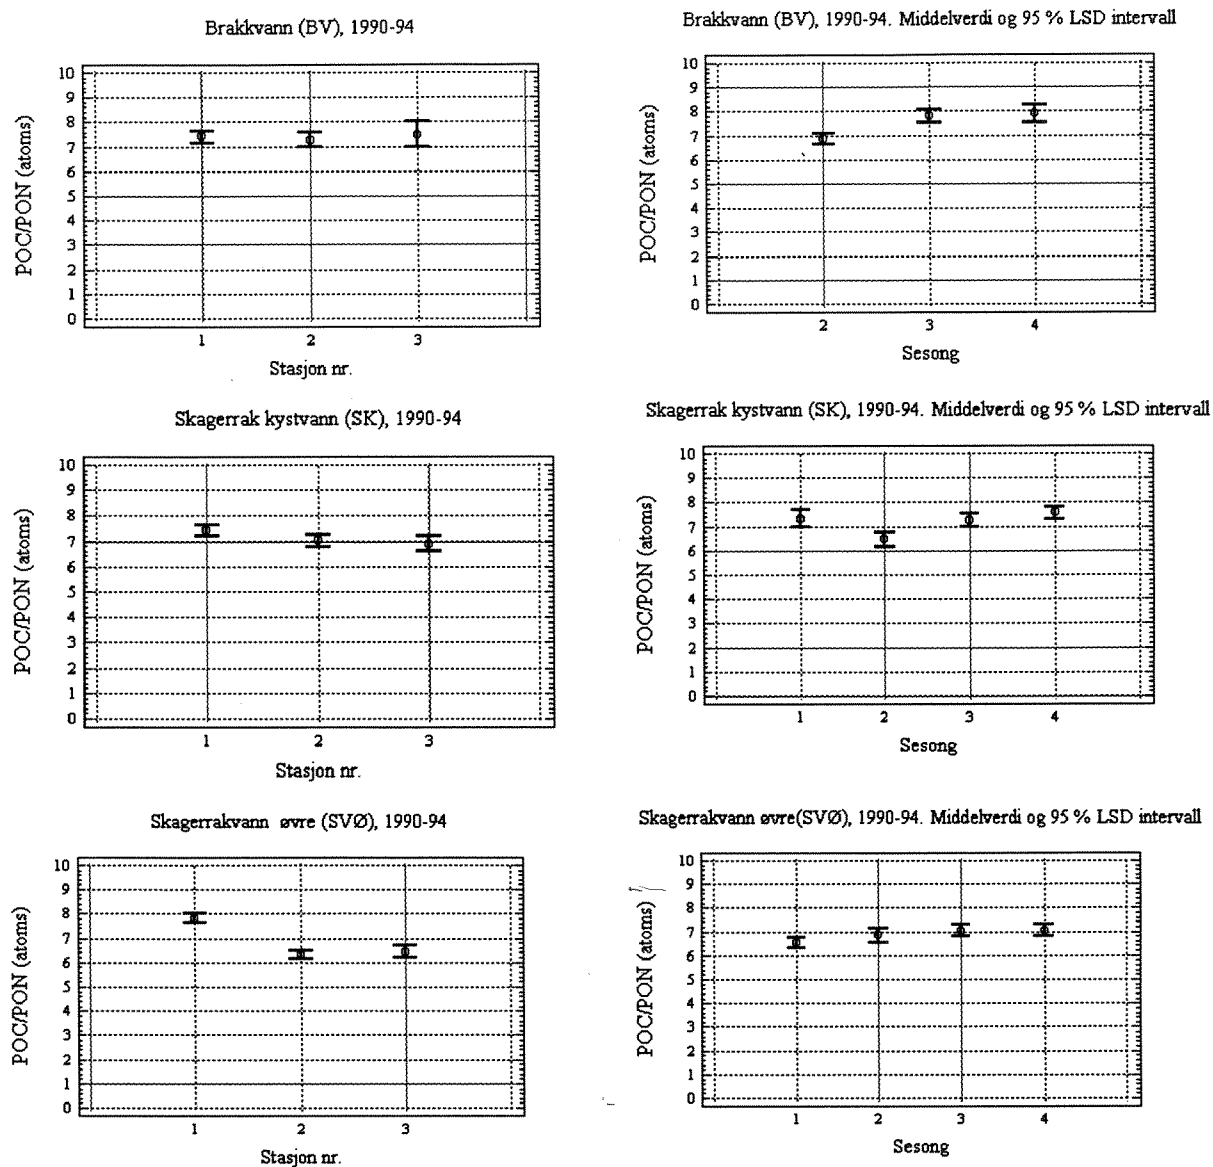 Brakkvann (BV), 1990-94
POC/PON (atoms)
10
9
8
7
6
5
4
3
2
1
0
1 2 3
Stasjon nr.
Brakkvann (BV), 1990-94. Middelverdi og 95 % LSD intervall
POC/PON (atoms)
10
9
8
7
6
5
4
3
2
1
0
2 3 4
Sesong
Skagerrak kystvann (SK), 1990-94
POC/PON (atoms)
10
9
8
7
6
5
4
3
2
1
0
1 2 3
Stasjon nr.
Skagerrak kystvann (SK), 1990-94. Middelverdi og 95 % LSD intervall
POC/PON (atoms)
10
9
8
7
6
5
4
3
2
1
0
1 2 3 4
Sesong
Skagerrakvann øvre (SVØ), 1990-94
POC/PON (atoms)
10
9
8
7
6
5
4
3
2
1
0
1 2 3
Stasjon nr.
Skagerrakvann øvre(SVØ), 1990-94. Middelverdi og 95 % LSD intervall
POC/PON (atoms)
10
9
8
7
6
5
4
3
2
1
0
1 2 3 4
Sesong